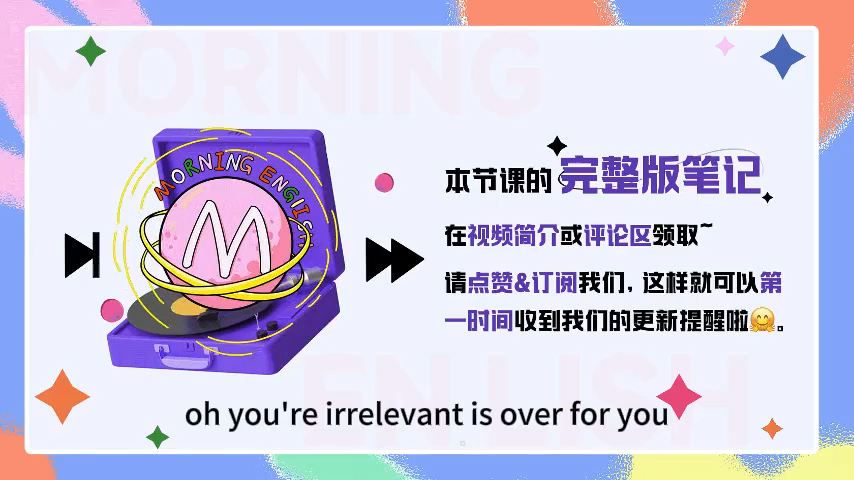 MORNING
MORNING ENGLISH
M
本节课的 完整版笔记
在视频简介或评论区领取~
请点赞&订阅我们, 这样就可以第
一时间收到我们的更新提醒啦🤗。
EN LISH
oh you're irrelevant is over for you